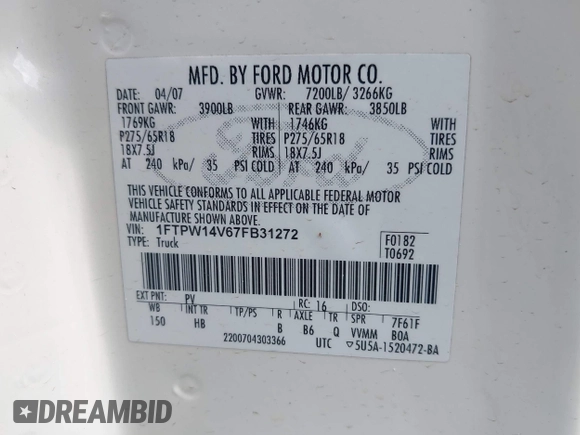 MFD. BY FORD MOTOR CO.
DATE: 04/07 GVWR: 7200LB/ 3266KG
FRONT GAWR: 3900LB REAR GAWR: 3850LB
1769KG WITH 1746KG WITH
P275/65R18 TIRES P275/65R18 TIRES
18X7.5J RIMS 18X7.5J RIMS
AT 240 kPa/ 35 PSI COLD AT 240 kPa/ 35 PSI COLD
Ford
THIS VEHICLE CONFORMS TO ALL APPLICABLE FEDERAL MOTOR
VEHICLE SAFETY STANDARDS IN EFFECT ON THE DATE OF
MANUFACTURE SHOWN ABOVE.
VIN: 1FTPW14V67FB31272
TYPE: Truck
F0182
T0692
EXT PNT: PV RC: 16 DSO:
WB INT TR TP/PS R AXLE TR SPR 7F61F
150 HB B B6 Q VVMM BOA
2200704303366 UTC ▽5U5A-1520472-BA
DREAMBID